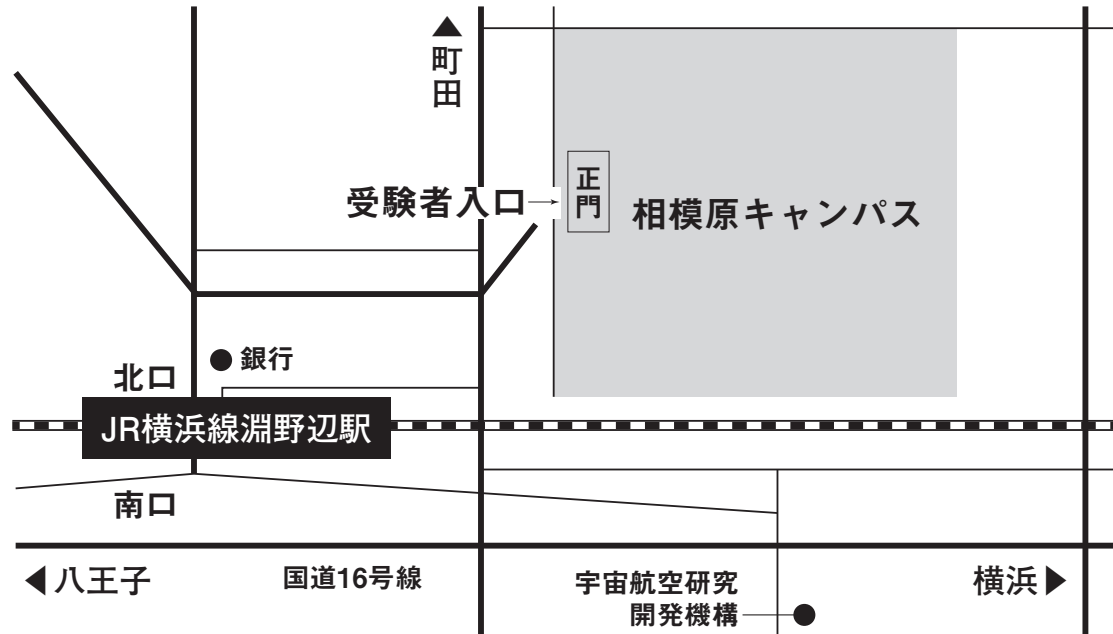 ▲
町
田
受験者入口→
正
門
相模原キャンパス
●銀行
北口
JR横浜線淵野辺駅
南口
◀八王子
国道16号線
宇宙航空研究
開発機構
横浜▶